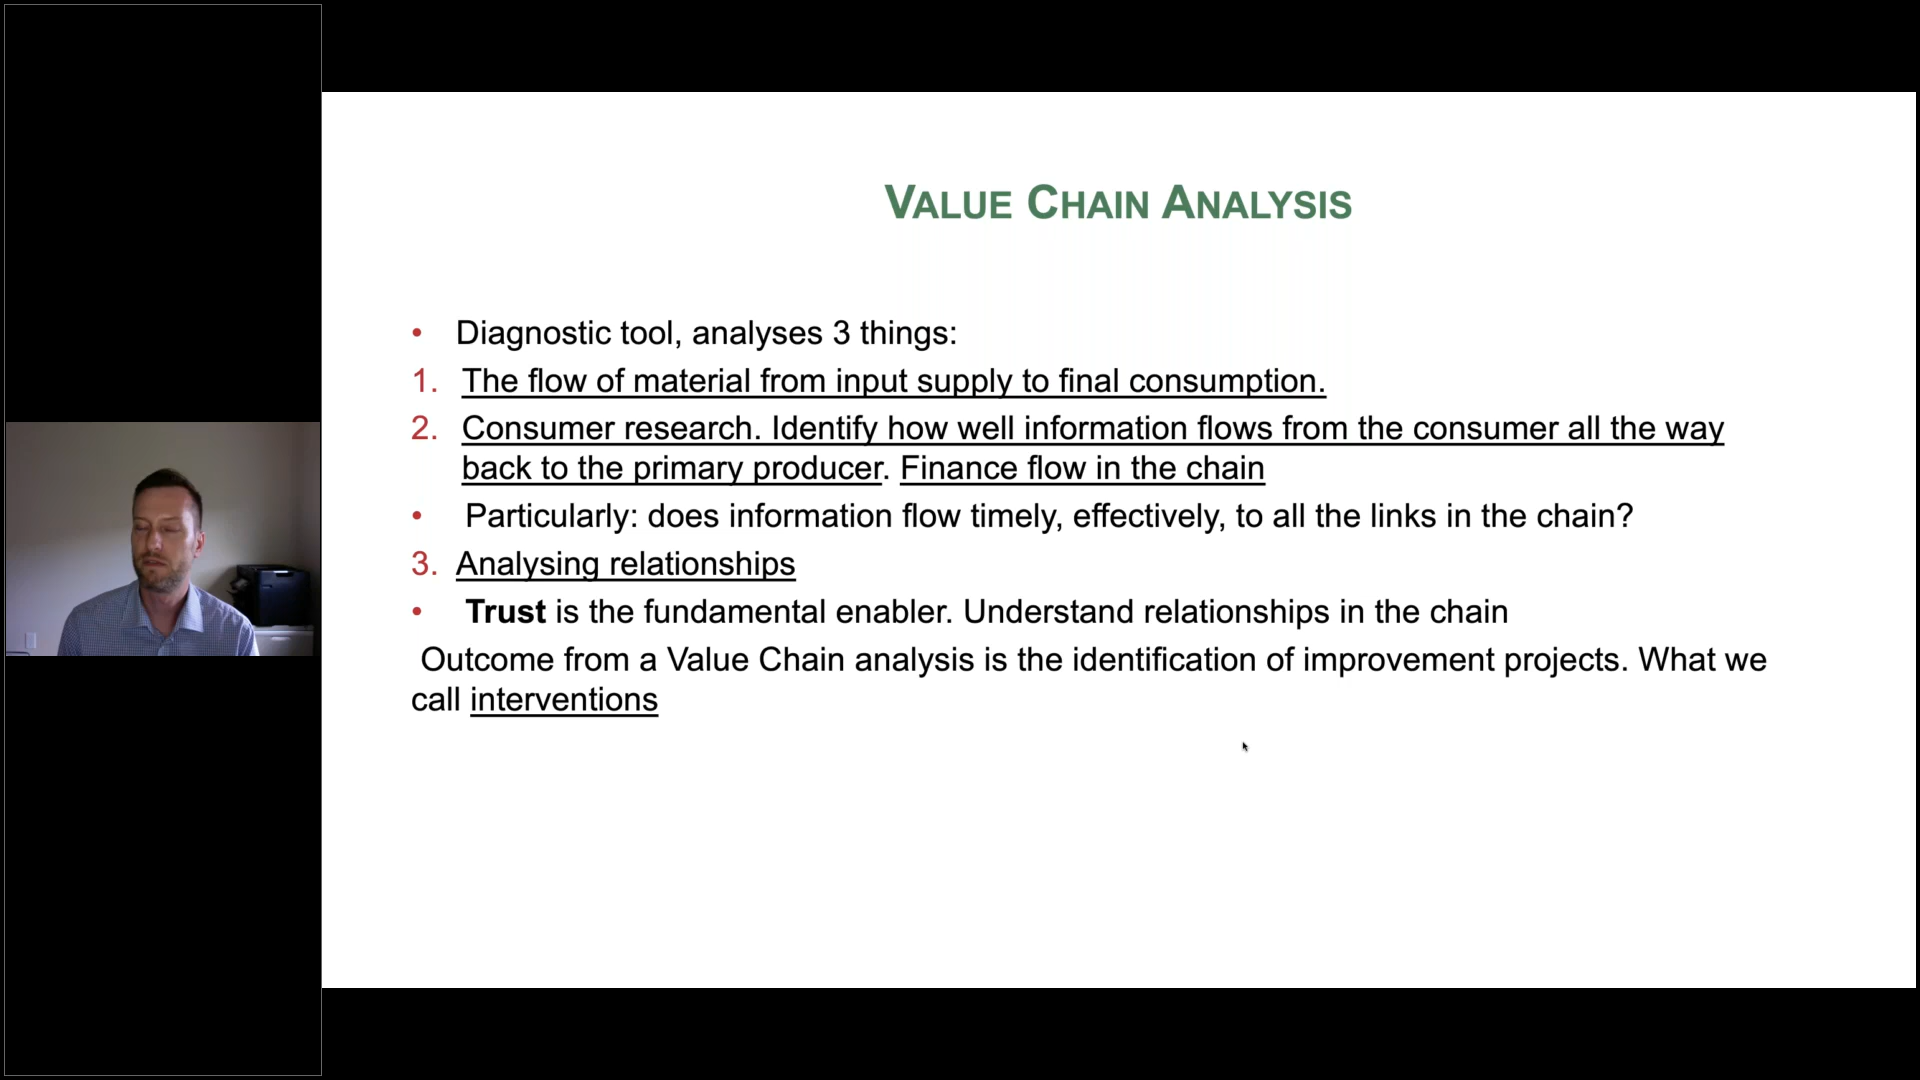 VALUE CHAIN ANALYSIS
• Diagnostic tool, analyses 3 things:
1. The flow of material from input supply to final consumption.
2. Consumer research. Identify how well information flows from the consumer all the way
back to the primary producer. Finance flow in the chain
• Particularly: does information flow timely, effectively, to all the links in the chain?
3. Analysing relationships
• Trust is the fundamental enabler. Understand relationships in the chain
Outcome from a Value Chain analysis is the identification of improvement projects. What we
call interventions